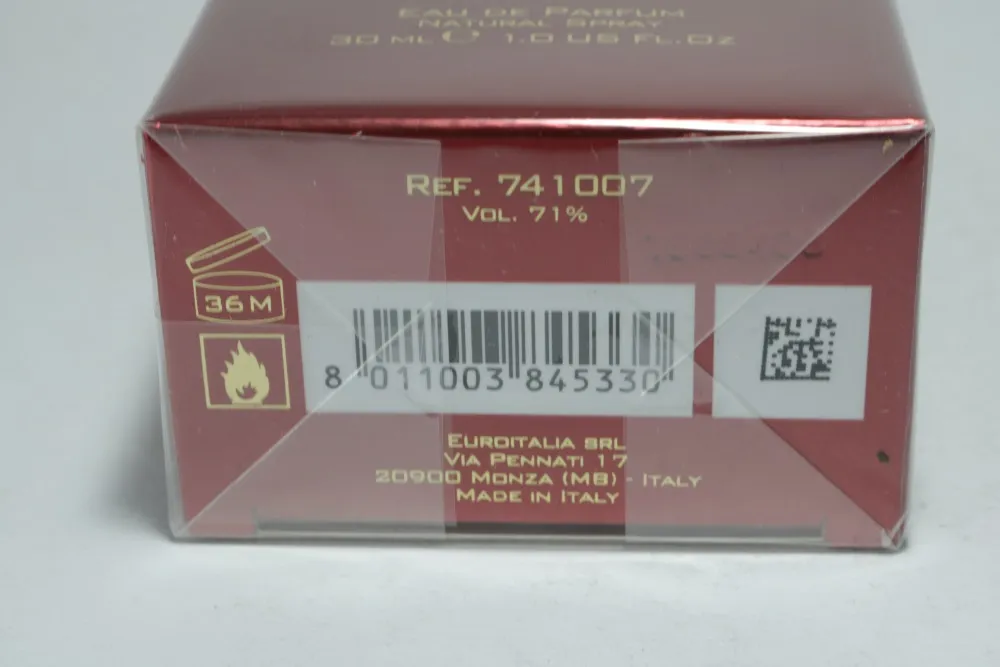 EAU DE PARFUM
NATURAL SPRAY
30 ML ℮ 1.0 US FL.OZ
REF. 741007
VOL. 71%
36 M
8 011003 845330
EUROITALIA SRL
VIA PENNATI 17
20900 MONZA (MB) - ITALY
MADE IN ITALY